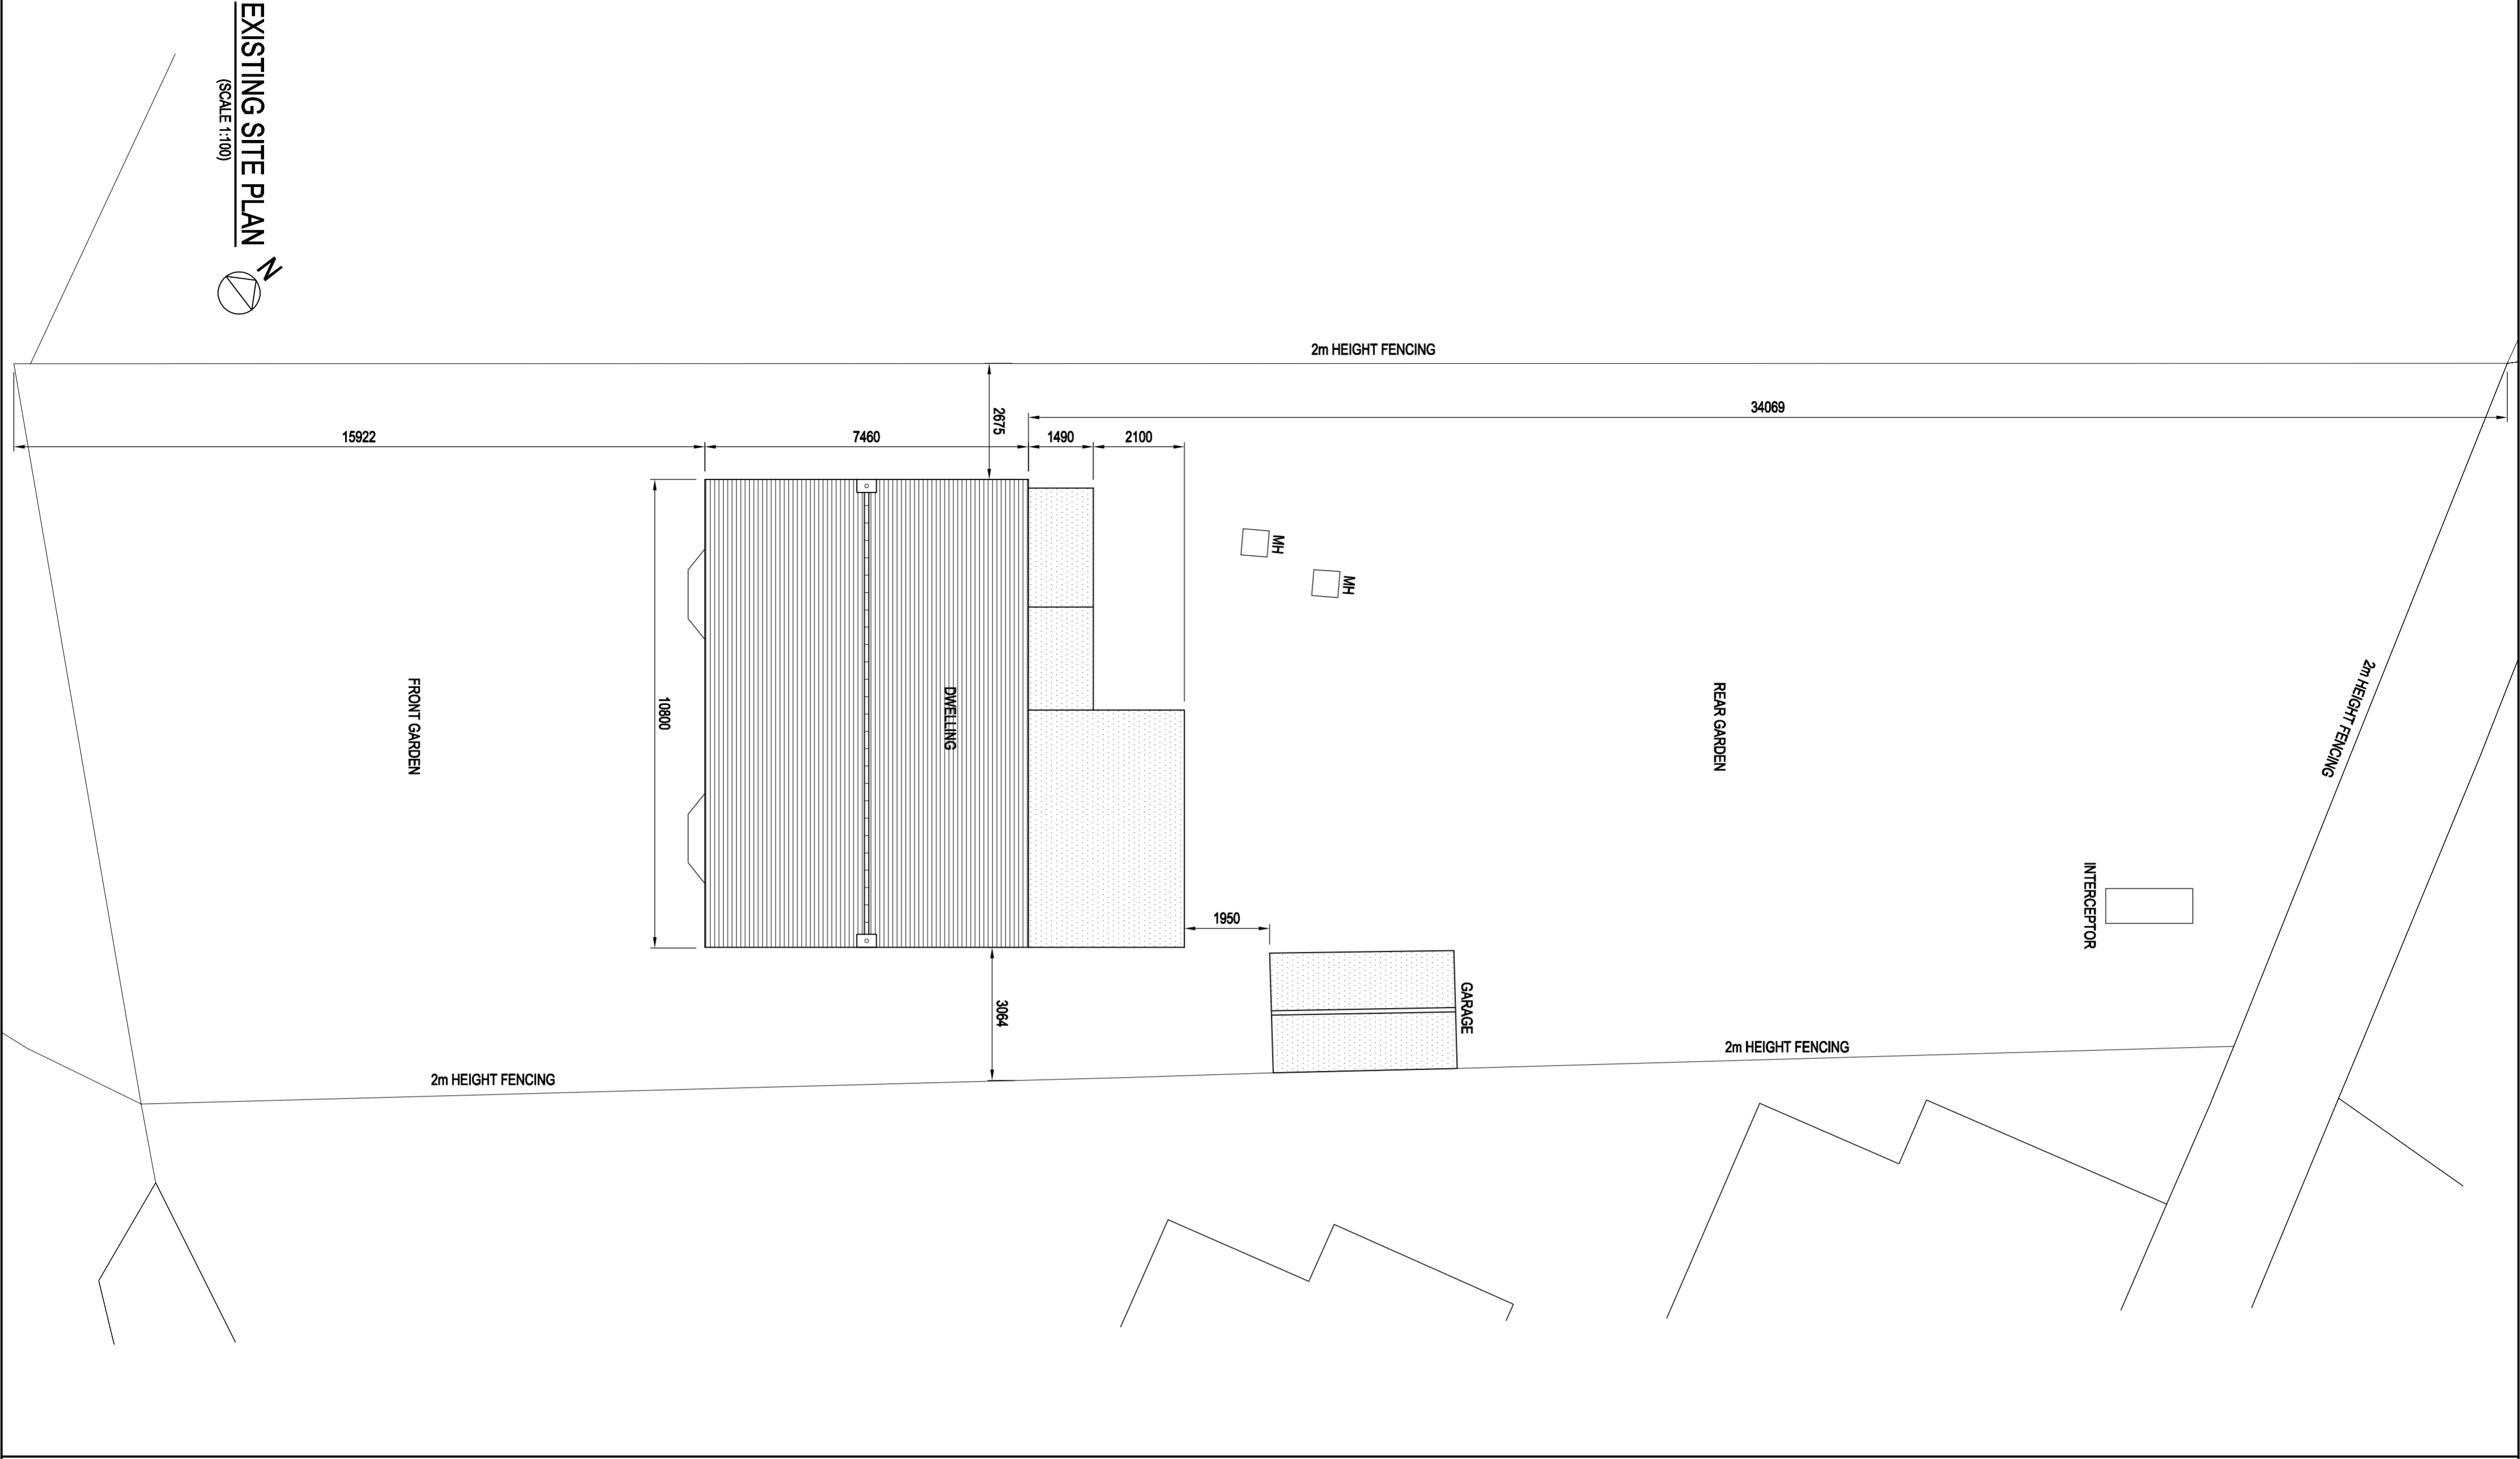 EXISTING SITE PLAN
(SCALE 1:100)
N
2m HEIGHT FENCING
34069
2675
15922
7460
1490
2100
MH
MH
2m HEIGHT FENCING
FRONT GARDEN
10800
DWELLING
REAR GARDEN
1950
INTERCEPTOR
GARAGE
3064
2m HEIGHT FENCING
2m HEIGHT FENCING